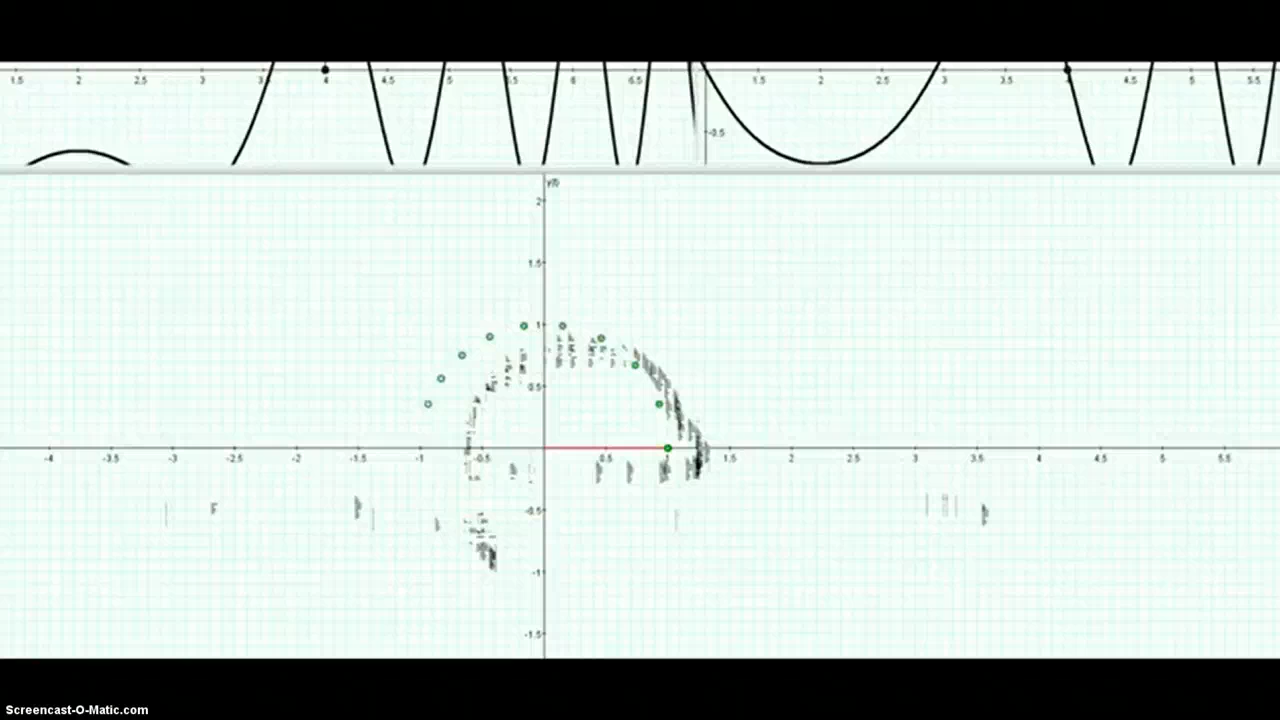 1.5 2 2.5 3 3.5 4 4.5 5 5.5 6 6.5 1.5 2 2.5 3 3.5 4 4.5 5 5.5
-0.5
y(t)
2
1.5
1
0.5
-4 -3.5 -3 -2.5 -2 -1.5 -1 -0.5 0.5 1 1.5 2 2.5 3 3.5 4 4.5 5 5.5
-0.5
-1
-1.5
Screencast-O-Matic.com